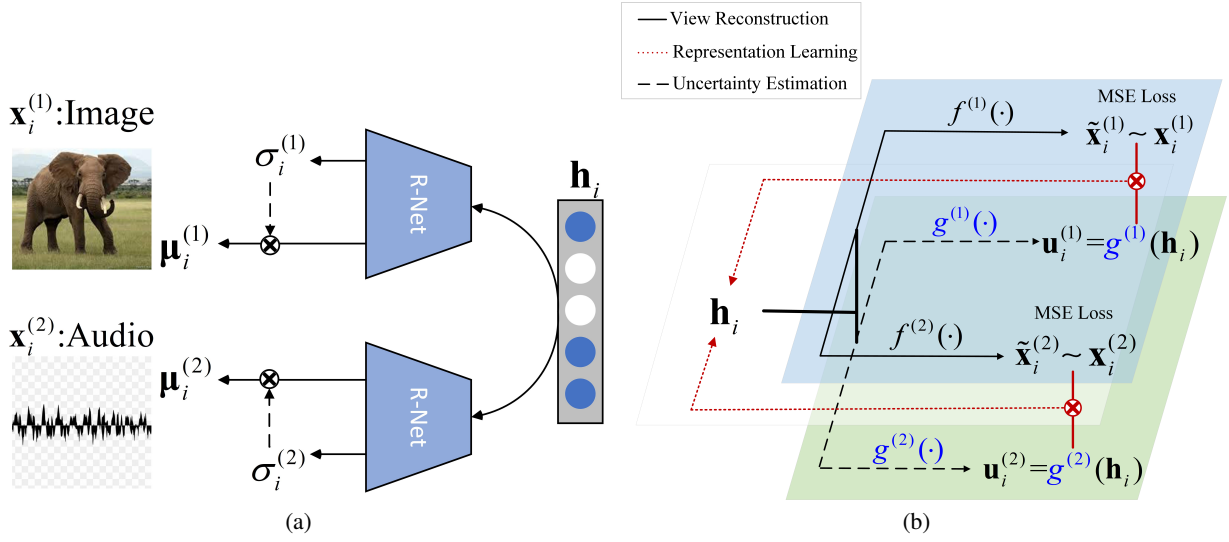 x_i^{(1)}:Image
σ_i^{(1)}
μ_i^{(1)}
R-Net
h_i
x_i^{(2)}:Audio
μ_i^{(2)}
σ_i^{(2)}
R-Net
(a)
View Reconstruction
Representation Learning
Uncertainty Estimation
MSE Loss
f^{(1)}(·)
x̃_i^{(1)} ~ x_i^{(1)}
g^{(1)}(·)
u_i^{(1)}=g^{(1)}(h_i)
h_i
MSE Loss
f^{(2)}(·)
x̃_i^{(2)} ~ x_i^{(2)}
g^{(2)}(·)
u_i^{(2)}=g^{(2)}(h_i)
(b)